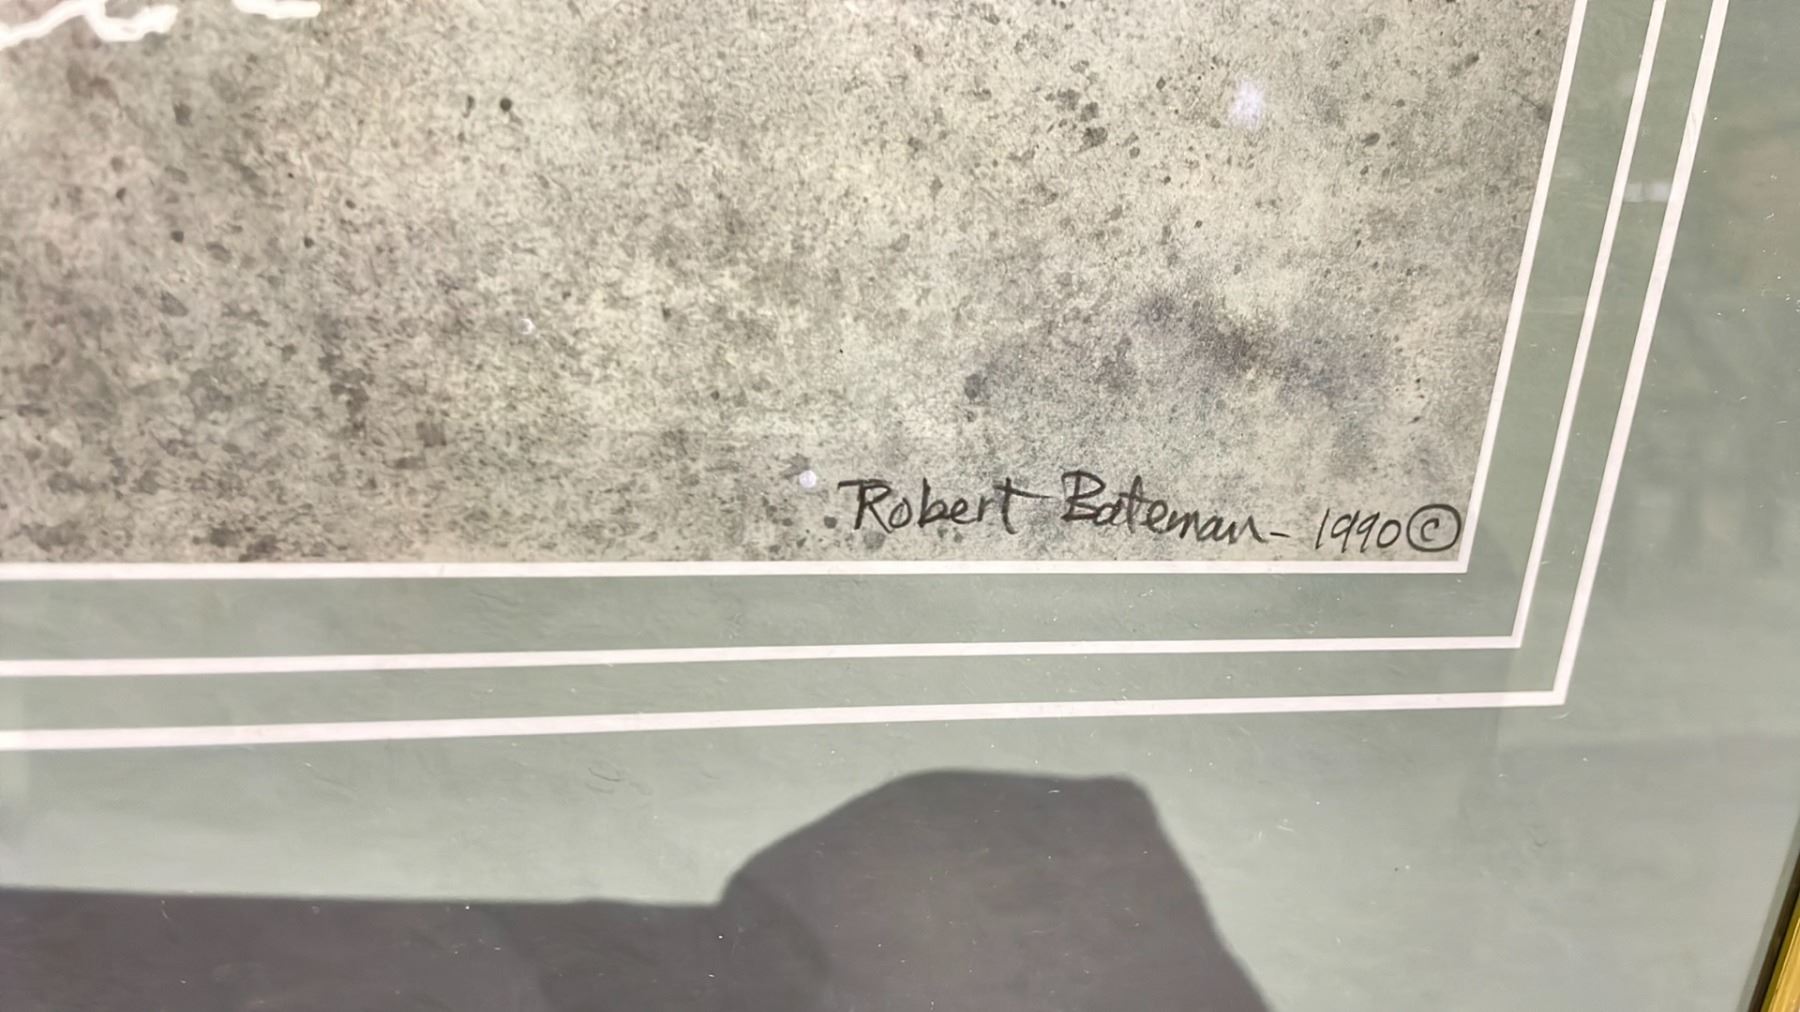 Robert Bateman - 1990 ©